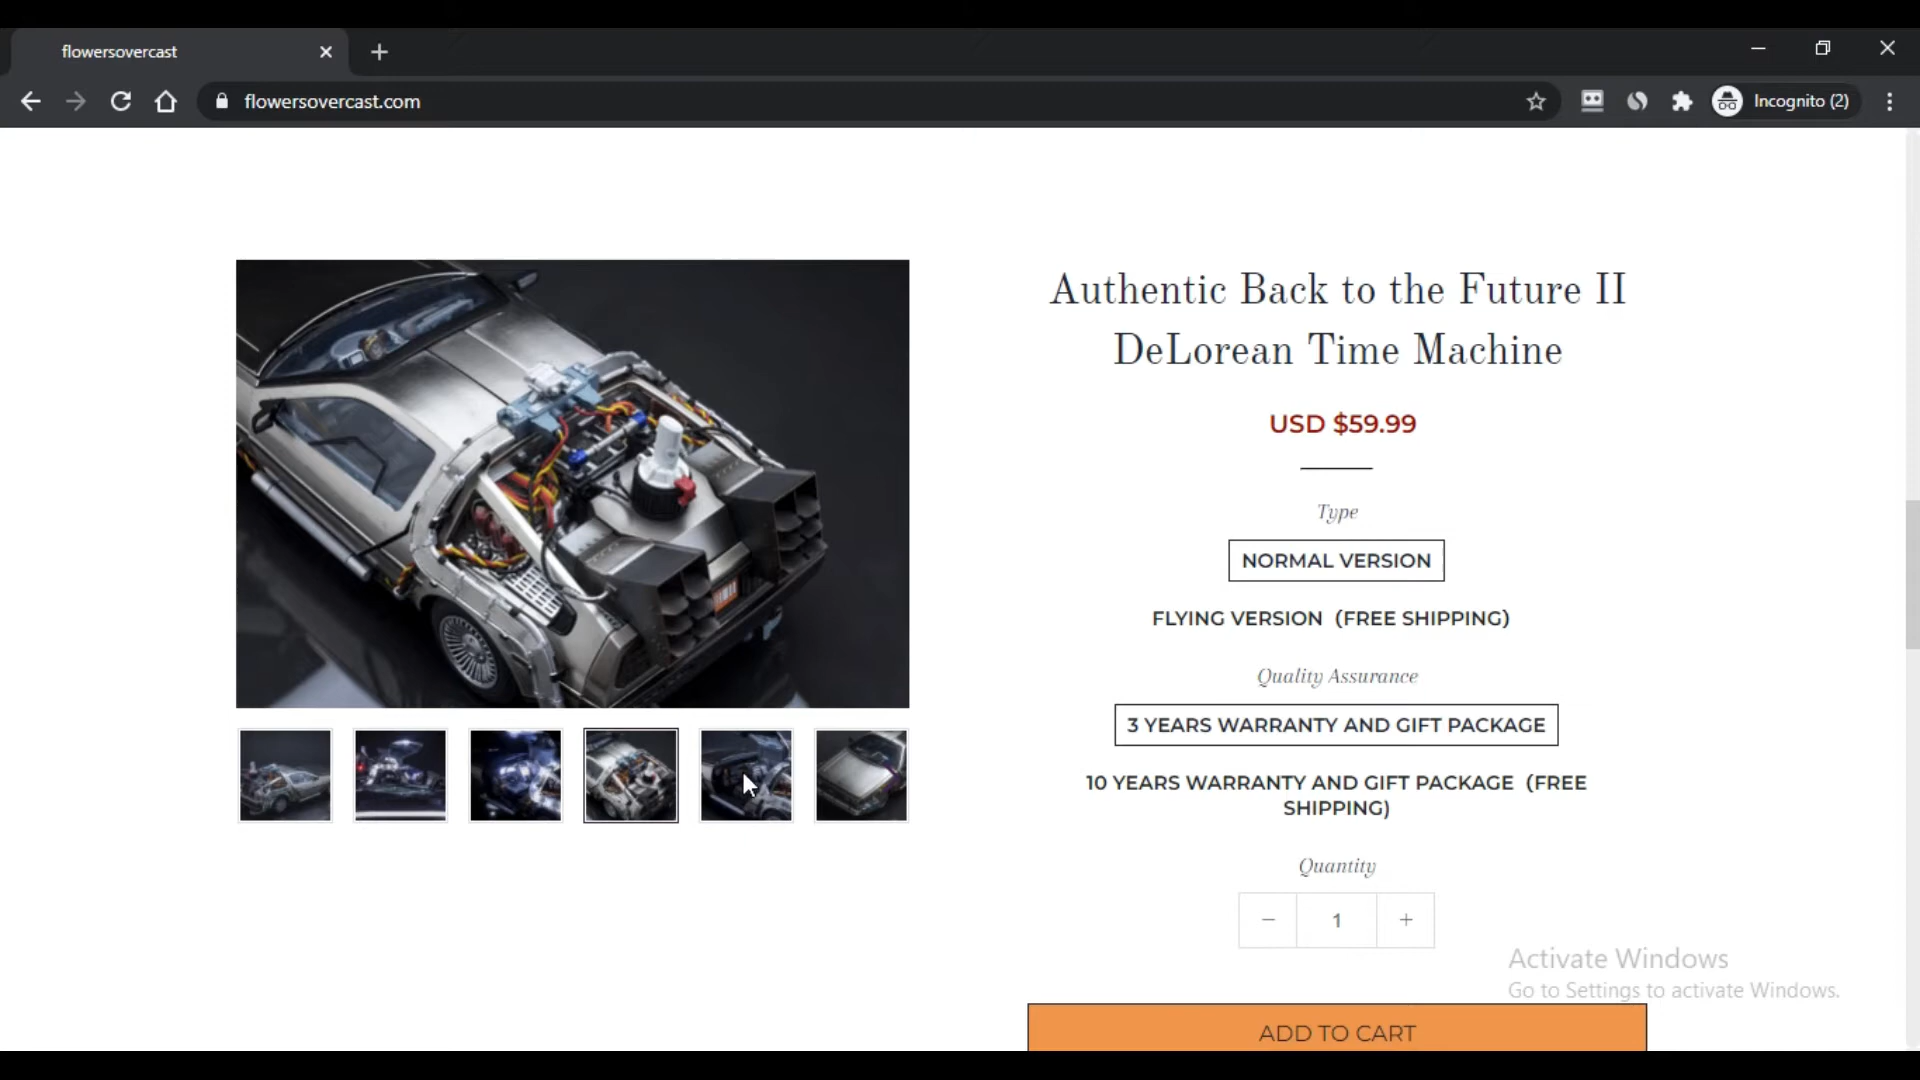 flowersovercast
flowersovercast.com
Incognito (2)
Authentic Back to the Future II
DeLorean Time Machine
USD $59.99
Type
NORMAL VERSION
FLYING VERSION (FREE SHIPPING)
Quality Assurance
3 YEARS WARRANTY AND GIFT PACKAGE
10 YEARS WARRANTY AND GIFT PACKAGE (FREE
SHIPPING)
Quantity
− 1 +
Activate Windows
Go to Settings to activate Windows.
ADD TO CART